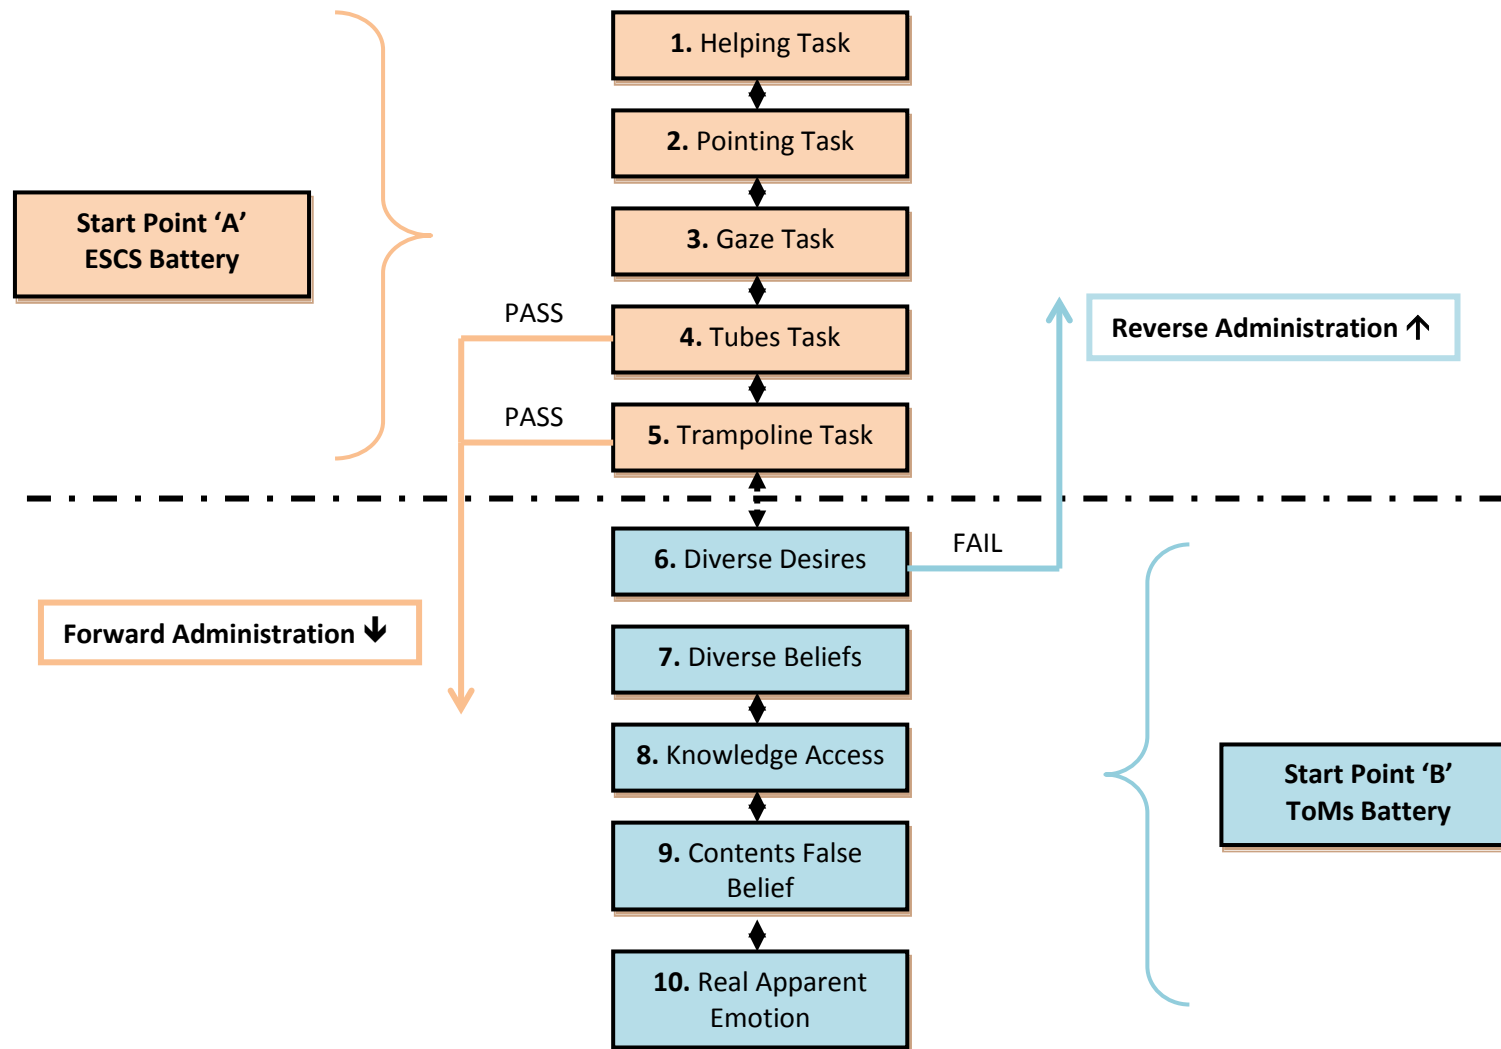 1. Helping Task
2. Pointing Task
Start Point ‘A’
ESCS Battery
3. Gaze Task
PASS
4. Tubes Task
Reverse Administration ↑
PASS
5. Trampoline Task
6. Diverse Desires
FAIL
Forward Administration ↓
7. Diverse Beliefs
8. Knowledge Access
Start Point ‘B’
ToMs Battery
9. Contents False
Belief
10. Real Apparent
Emotion